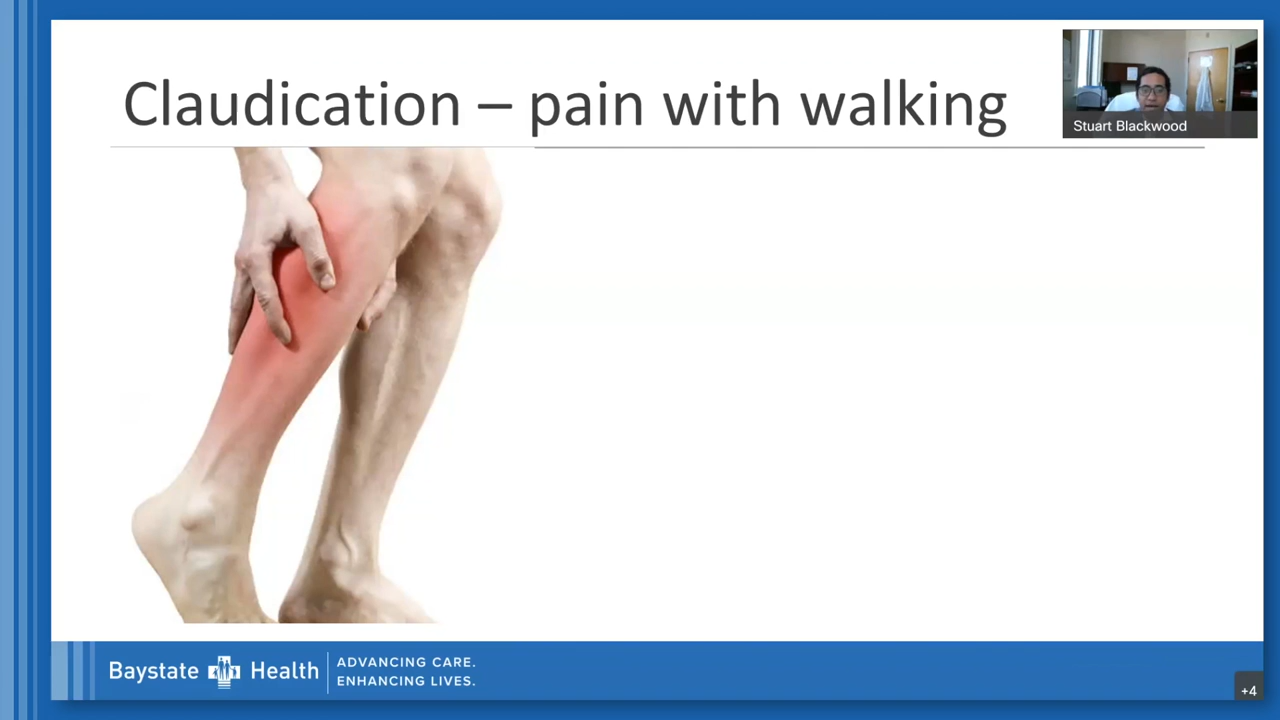 Claudication – pain with walking
Stuart Blackwood
Baystate Health
ADVANCING CARE.
ENHANCING LIVES.
+4